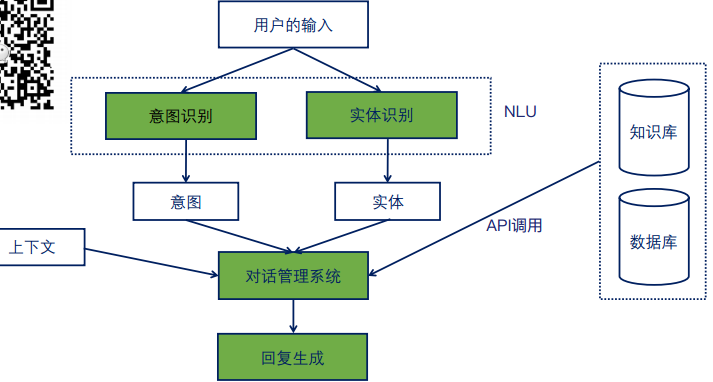 用户的输入
意图识别
实体识别
NLU
知识库
意图
实体
API调用
数据库
上下文
对话管理系统
回复生成